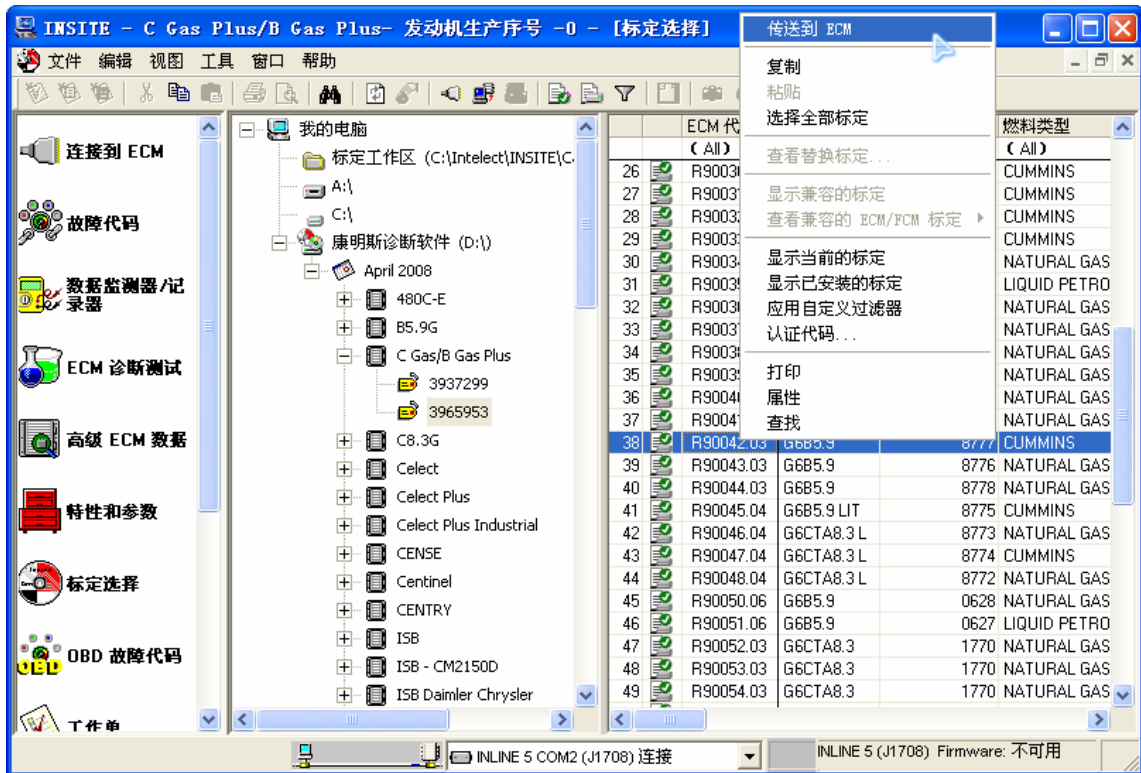 INSITE - C Gas Plus/B Gas Plus- 发动机生产序号 -0 - [标定选择]
文件 编辑 视图 工具 窗口 帮助
连接到 ECM
故障代码
数据监测器/记
录器
ECM 诊断测试
高级 ECM 数据
特性和参数
标定选择
OBD 故障代码
OBD
工作单
我的电脑
标定工作区 (C:\Intelect\INSITE\C
A:\
C:\
康明斯诊断软件 (D:\)
April 2008
480C-E
B5.9G
C Gas/B Gas Plus
3937299
3965953
C8.3G
Celect
Celect Plus
Celect Plus Industrial
CENSE
Centinel
CENTRY
ISB
ISB - CM2150D
ISB Daimler Chrysler
传送到 ECM
复制
粘贴
选择全部标定
查看替换标定...
显示兼容的标定
查看兼容的 ECM/FCM 标定
显示当前的标定
显示已安装的标定
应用自定义过滤器
认证代码...
打印
属性
查找
ECM 代 燃料类型
(All) (All)
26 CUMMINS
27 CUMMINS
28 CUMMINS
29 CUMMINS
30 NATURAL GAS
31 LIQUID PETRO
32 NATURAL GAS
33 NATURAL GAS
34 NATURAL GAS
35 NATURAL GAS
36 NATURAL GAS
37 NATURAL GAS
38 R90042.03 G6B5.9 8777 CUMMINS
39 R90043.03 G6B5.9 8776 NATURAL GAS
40 R90044.03 G6B5.9 8778 NATURAL GAS
41 R90045.04 G6B5.9 LIT 8775 CUMMINS
42 R90046.04 G6CTA8.3 L 8773 NATURAL GAS
43 R90047.04 G6CTA8.3 L 8774 CUMMINS
44 R90048.04 G6CTA8.3 L 8772 NATURAL GAS
45 R90050.06 G6B5.9 0628 NATURAL GAS
46 R90051.06 G6B5.9 0627 LIQUID PETRO
47 R90052.03 G6CTA8.3 1770 NATURAL GAS
48 R90053.03 G6CTA8.3 1770 NATURAL GAS
49 R90054.03 G6CTA8.3 1770 NATURAL GAS
INLINE 5 COM2 (J1708) 连接
INLINE 5 (J1708) Firmware: 不可用